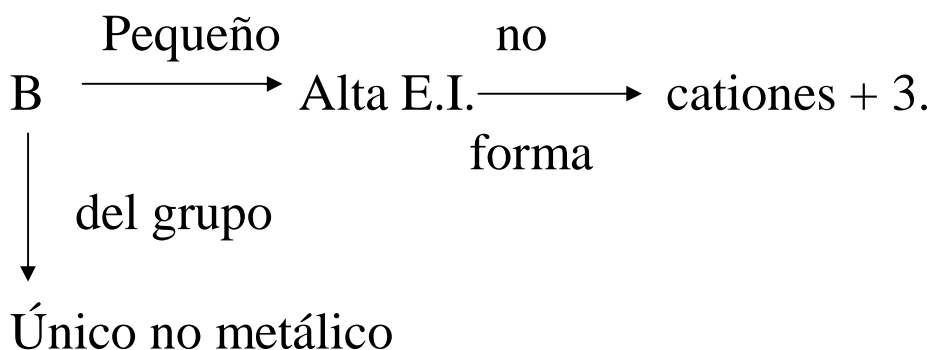 Pequeño no
B Alta E.I. cationes + 3.
forma
del grupo
Único no metálico